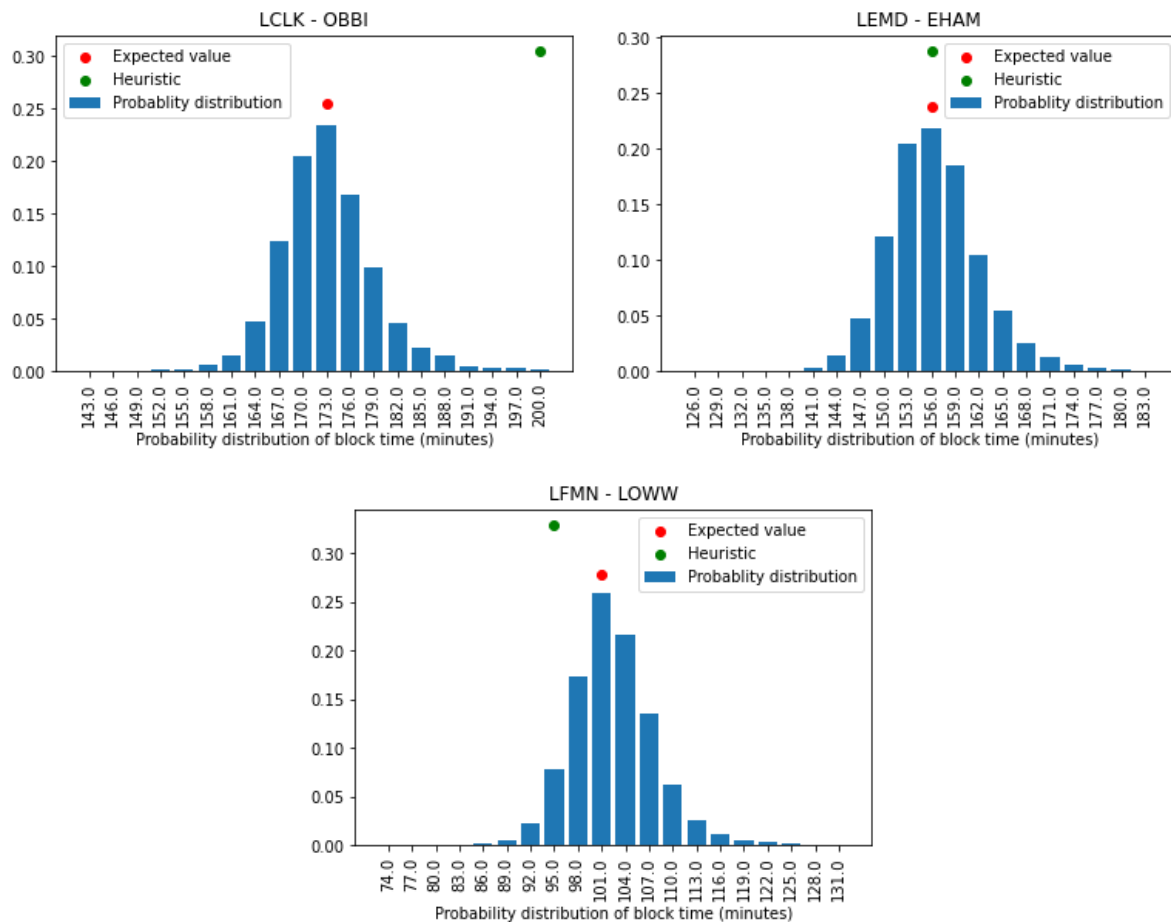 LCLK - OBBI
Expected value
Heuristic
Probablity distribution
0.30
0.25
0.20
0.15
0.10
0.05
0.00
143.0 146.0 149.0 152.0 155.0 158.0 161.0 164.0 167.0 170.0 173.0 176.0 179.0 182.0 185.0 188.0 191.0 194.0 197.0 200.0
Probability distribution of block time (minutes)
LEMD - EHAM
Expected value
Heuristic
Probablity distribution
0.30
0.25
0.20
0.15
0.10
0.05
0.00
126.0 129.0 132.0 135.0 138.0 141.0 144.0 147.0 150.0 153.0 156.0 159.0 162.0 165.0 168.0 171.0 174.0 177.0 180.0 183.0
Probability distribution of block time (minutes)
LFMN - LOWW
Expected value
Heuristic
Probablity distribution
0.30
0.25
0.20
0.15
0.10
0.05
0.00
74.0 77.0 80.0 83.0 86.0 89.0 92.0 95.0 98.0 101.0 104.0 107.0 110.0 113.0 116.0 119.0 122.0 125.0 128.0 131.0
Probability distribution of block time (minutes)